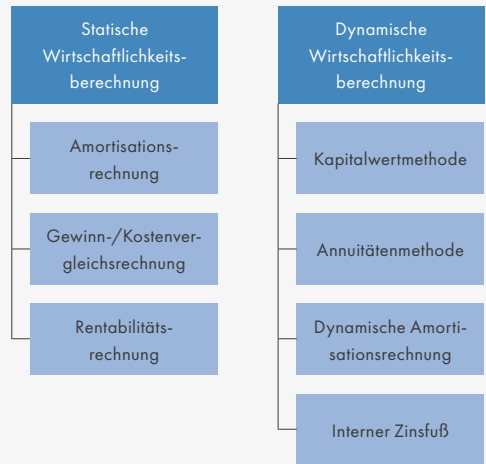 Statische
Wirtschaftlichkeits-
berechnung
Amortisations-
rechnung
Gewinn-/Kostenver-
gleichsrechnung
Rentabilitäts-
rechnung
Dynamische
Wirtschaftlichkeits-
berechnung
Kapitalwertmethode
Annuitätenmethode
Dynamische Amorti-
sationsrechnung
Interner Zinsfuß